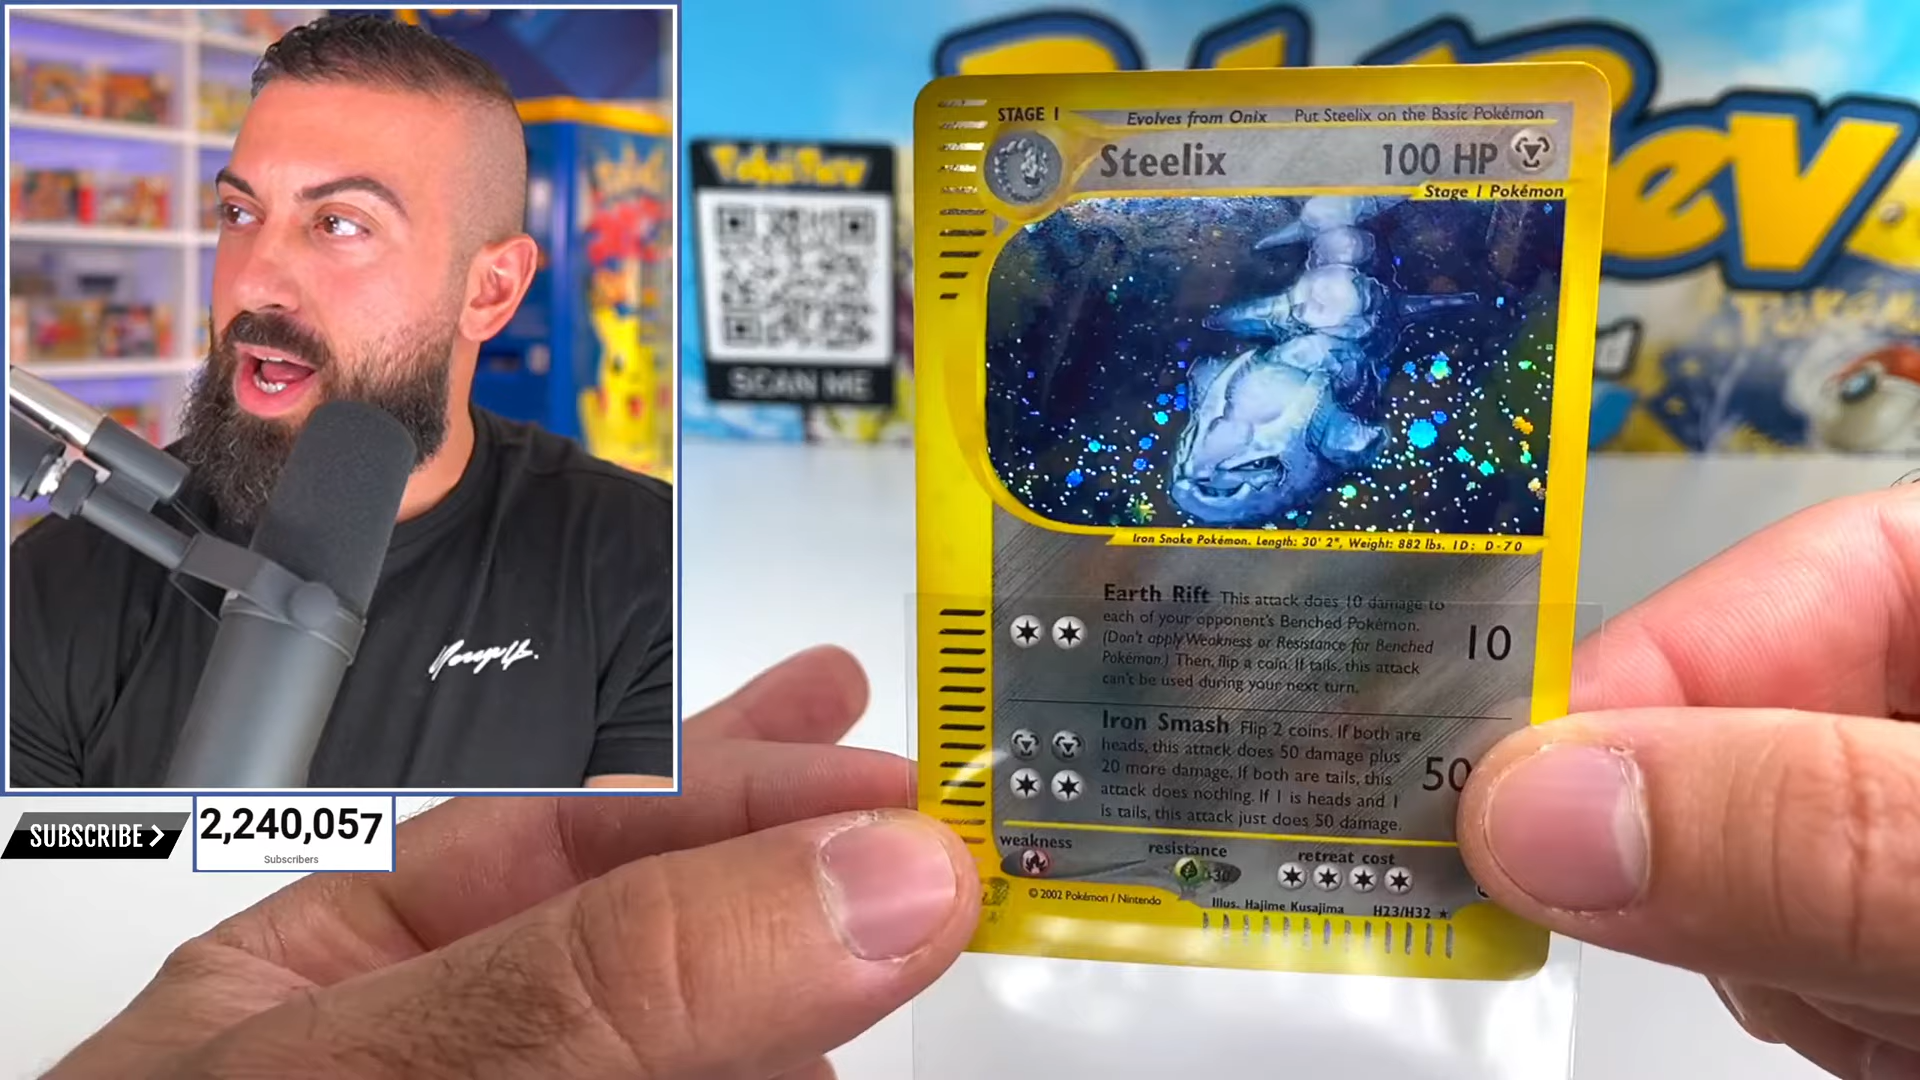 STAGE 1 Evolves from Onix Put Steelix on the Basic Pokémon
Steelix 100 HP
Stage 1 Pokémon
Iron Snake Pokémon. Length: 30' 2", Weight: 882 lbs. ID: D-70
Earth Rift This attack does 10 damage to
each of your opponent's Benched Pokémon.
(Don't apply Weakness or Resistance for Benched
Pokémon.) Then, flip a coin. If tails, this attack
can't be used during your next turn.
10
Iron Smash Flip 2 coins. If both are
heads, this attack does 50 damage plus
20 more damage. If both are tails, this
attack does nothing. If 1 is heads and 1
is tails, this attack just does 50 damage.
50
weakness resistance retreat cost
-30
© 2002 Pokémon / Nintendo Illus. Hajime Kusajima H23/H32
PokéRev
SCAN ME
ev
SUBSCRIBE
2,240,057
Subscribers